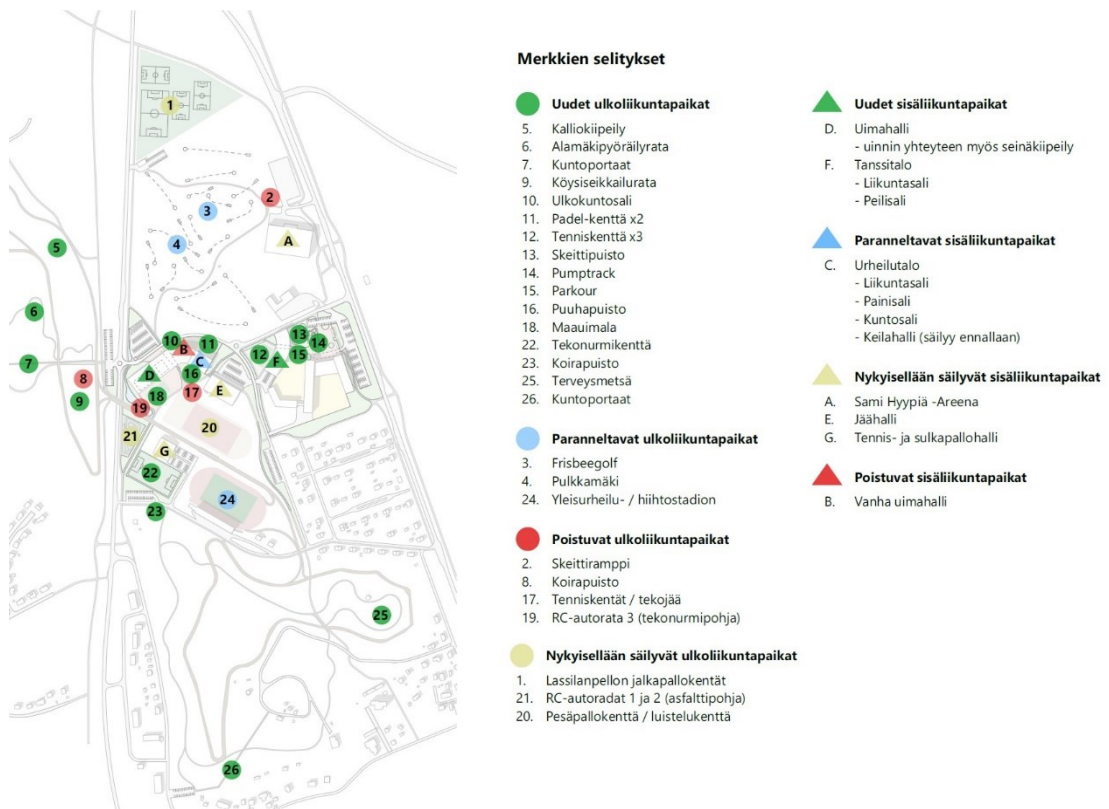 Merkkien selitykset
Uudet ulkoliikuntapaikat
5. Kalliokiipeily
6. Alamäkipyöräilyrata
7. Kuntoportaat
9. Köysiseikkailurata
10. Ulkokuntosali
11. Padel-kenttä x2
12. Tenniskenttä x3
13. Skeittipuisto
14. Pumptrack
15. Parkour
16. Puuhapuisto
18. Maauimala
22. Tekonurmikenttä
23. Koirapuisto
25. Terveysmetsä
26. Kuntoportaat
Paranneltavat ulkoliikuntapaikat
3. Frisbeegolf
4. Pulkkamäki
24. Yleisurheilu- / hiihtostadion
Poistuvat ulkoliikuntapaikat
2. Skeittiramppi
8. Koirapuisto
17. Tenniskentät / tekojää
19. RC-autorata 3 (tekonurmipohja)
Nykyisellään säilyvät ulkoliikuntapaikat
1. Lassilanpellon jalkapallokentät
21. RC-autoradat 1 ja 2 (asfalttipohja)
20. Pesäpallokenttä / luistelukenttä
Uudet sisäliikuntapaikat
D. Uimahalli
- uinnin yhteyteen myös seinäkiipeily
F. Tanssitalo
- Liikuntasali
- Peilisali
Paranneltavat sisäliikuntapaikat
C. Urheilutalo
- Liikuntasali
- Painisali
- Kuntosali
- Keilahalli (säilyy ennallaan)
Nykyisellään säilyvät sisäliikuntapaikat
A. Sami Hyypiä -Areena
E. Jäähalli
G. Tennis- ja sulkapallohalli
Poistuvat sisäliikuntapaikat
B. Vanha uimahalli
1
2
3
4
A
5
6
7
8
9
10
B
11
C
12
F
13
14
15
D
16
E
17
18
19
20
21
G
22
23
24
25
26